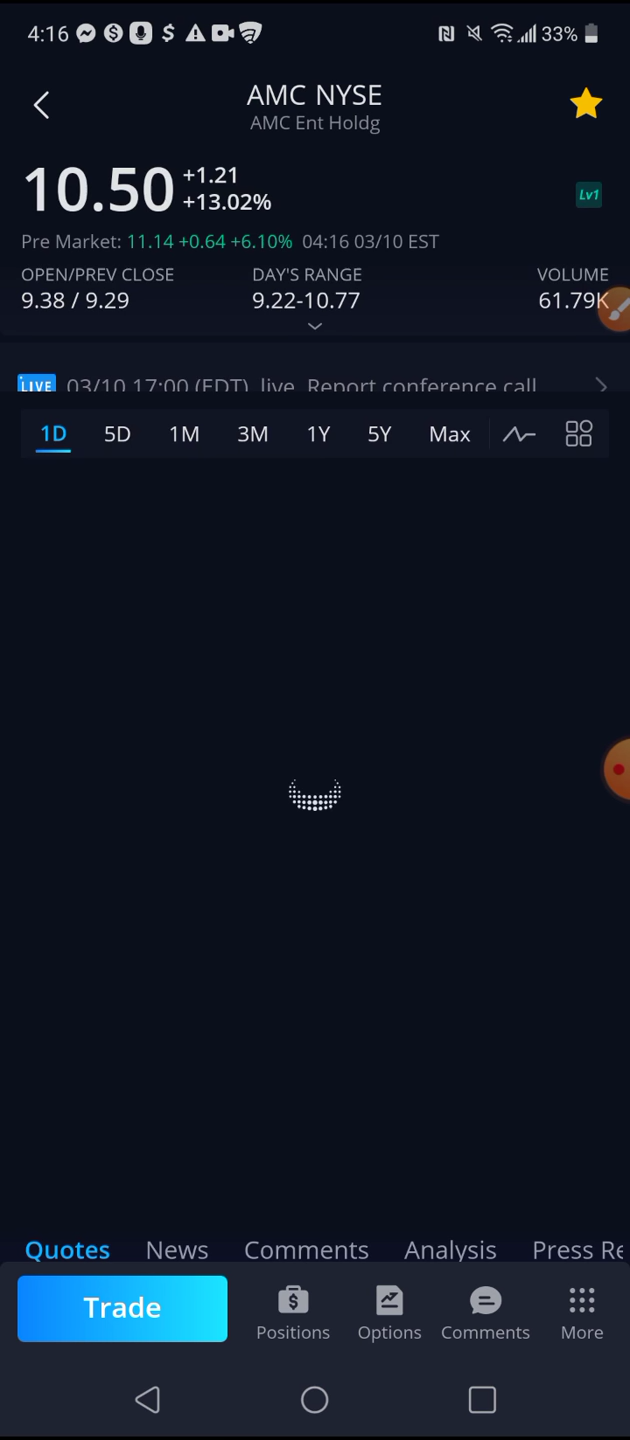 4:16 $ 33%
AMC NYSE
AMC Ent Holdg
10.50 +1.21
+13.02%
Lv1
Pre Market: 11.14 +0.64 +6.10% 04:16 03/10 EST
OPEN/PREV CLOSE DAY'S RANGE VOLUME
9.38 / 9.29 9.22-10.77 61.79K
LIVE 03/10 17:00 (EDT) live Report conference call
1D 5D 1M 3M 1Y 5Y Max
Quotes News Comments Analysis Press Re
Trade Positions Options Comments More